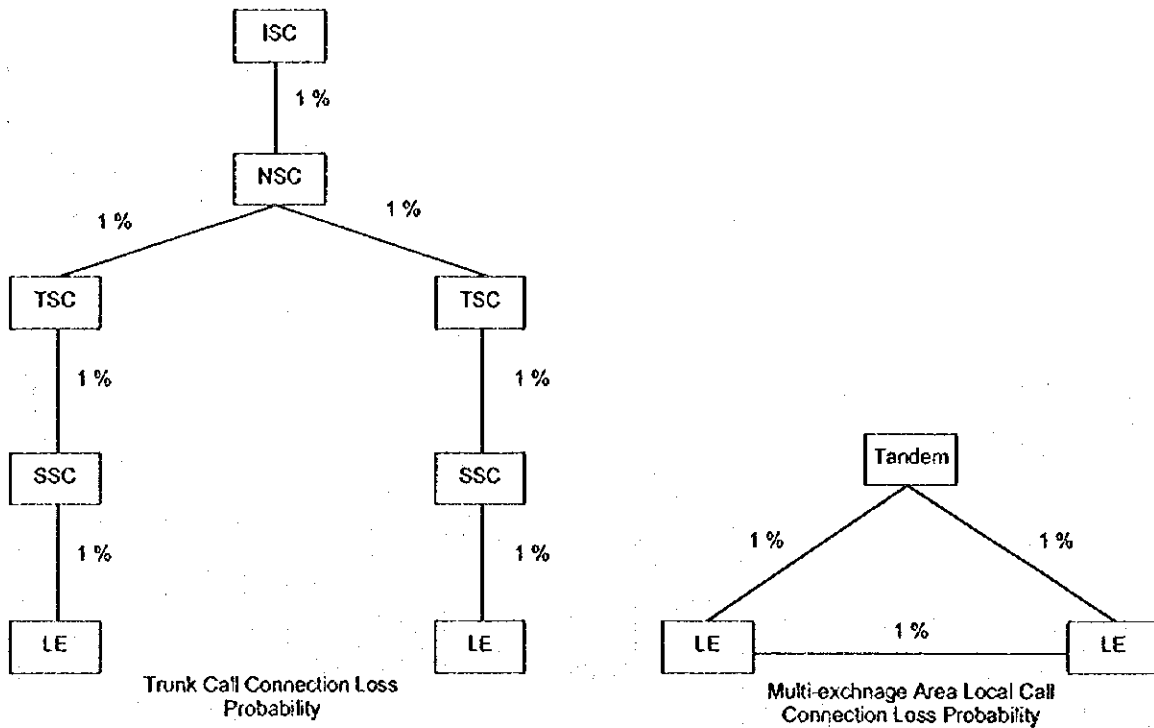 ISC
1 %
NSC
1 % 1 %
TSC TSC
1 % 1 %
SSC SSC
1 % 1 %
LE LE
Trunk Call Connection Loss
Probability
Tandem
1 % 1 %
LE 1 % LE
Multi-exchnage Area Local Call
Connection Loss Probability